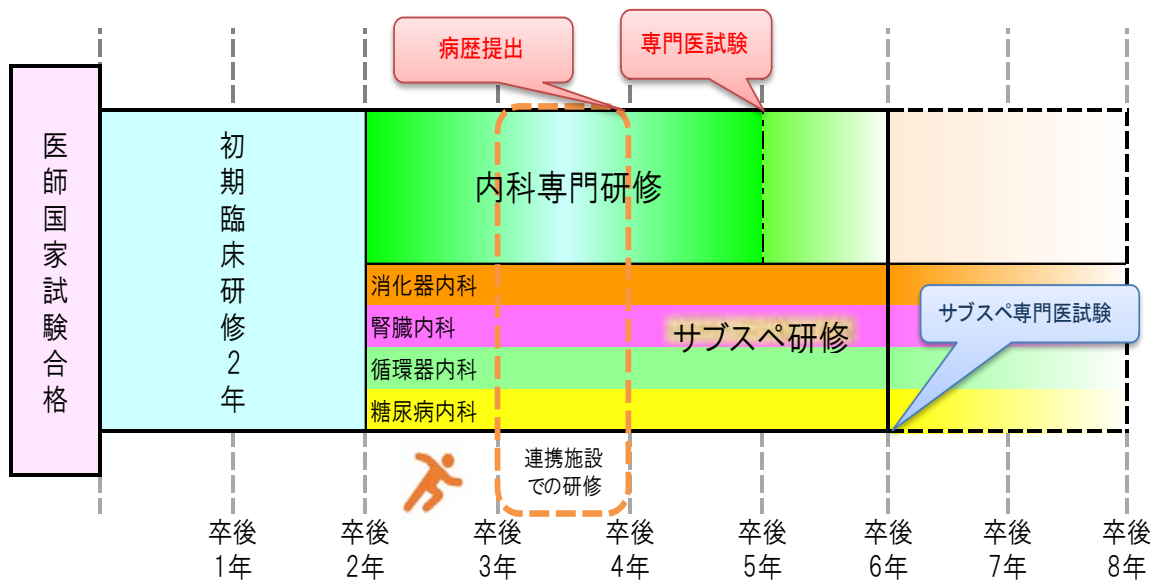 病歴提出
専門医試験
医師国家試験合格
初期臨床研修2年
内科専門研修
消化器内科
腎臓内科
循環器内科
糖尿病内科
サブスペ研修
サブスペ専門医試験
連携施設
での研修
卒後
1年
卒後
2年
卒後
3年
卒後
4年
卒後
5年
卒後
6年
卒後
7年
卒後
8年